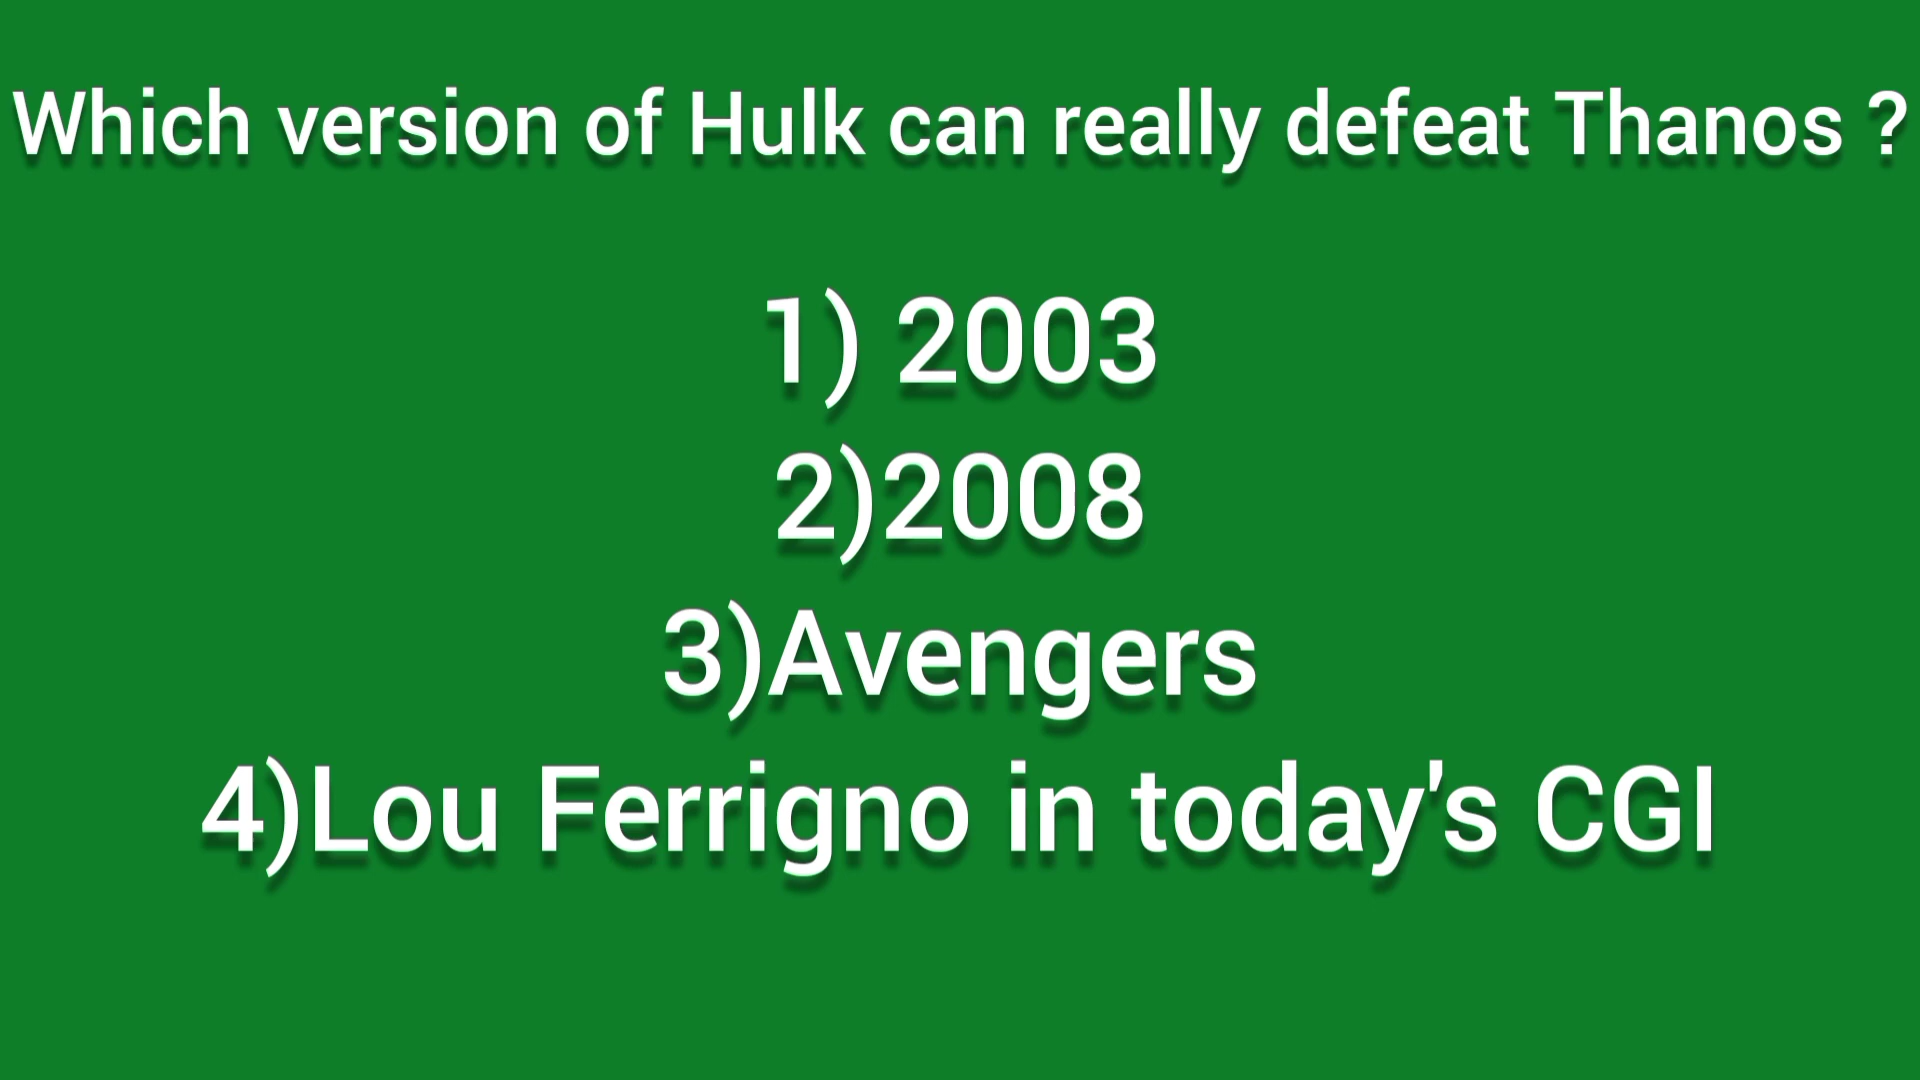 Which version of Hulk can really defeat Thanos ?
1) 2003
2)2008
3)Avengers
4)Lou Ferrigno in today's CGI